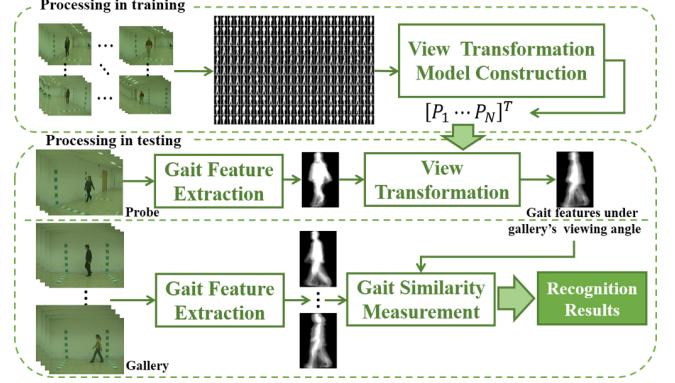 Processing in training
View Transformation
Model Construction
[P₁ ⋯ P_N]ᵀ
Processing in testing
Gait Feature
Extraction
View
Transformation
Probe
Gait features under
gallery's viewing angle
Gait Feature
Extraction
Gait Similarity
Measurement
Recognition
Results
Gallery